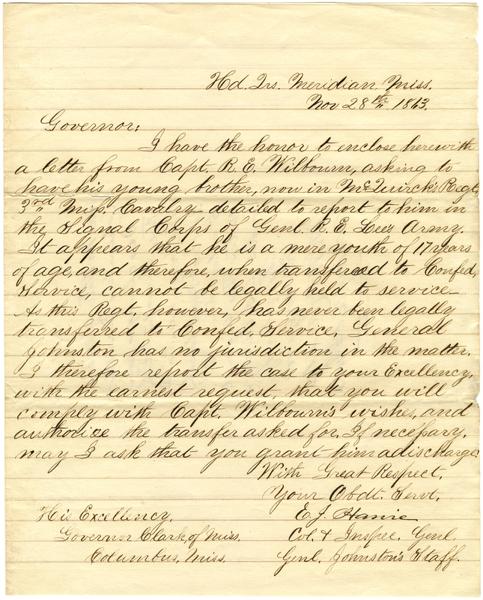 Hd. Qrs. Meridian Miss.
Nov 28th 1863.
Governor;
I have the honor to enclose herewith
a letter from Capt. R. E. Wilbourn, asking to
have his young brother, now in McGuirck's Regt.
3rd Miss. Cavalry detailed to report to him in
the Signal Corps of Genl. R. E. Lee's Army.
It appears that he is a mere youth of 17 years
of age, and therefore, when transferred to Confed.
Service, cannot be legally held to service.
As this Regt. however, has never been legally
transferred to Confed. Service, General
Johnston has no jurisdiction in the matter.
I therefore report the case to your Excellency,
with the earnest request, that you will
comply with Capt. Wilbourn's wishes, and
authorize the transfer asked for. If necessary,
may I ask that you grant him a discharge.
With Great Respect.
Your Obdt. Servt.
E. J. Harvie
His Excellency, Col. & Inspec. Genl.
Governor Clark, of Miss. Genl. Johnston's Staff.
Columbus, Miss.